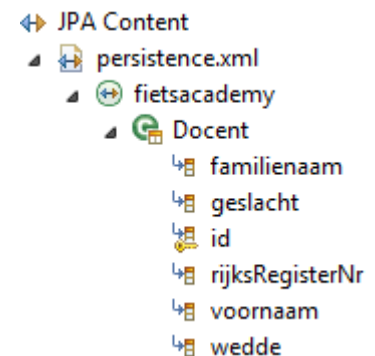 JPA Content
persistence.xml
fietsacademy
Docent
familienaam
geslacht
id
rijksRegisterNr
voornaam
wedde